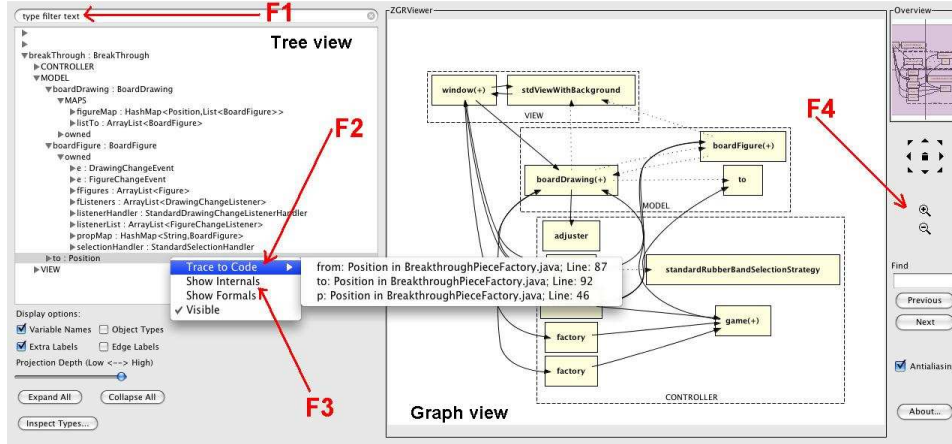 type filter text
F1
Tree view
breakThrough : BreakThrough
CONTROLLER
MODEL
boardDrawing : BoardDrawing
MAPS
figureMap : HashMap<Position,List<BoardFigure>>
listTo : ArrayList<BoardFigure>
owned
boardFigure : BoardFigure
owned
e : DrawingChangeEvent
e : FigureChangeEvent
fFigures : ArrayList<Figure>
fListeners : ArrayList<DrawingChangeListener>
listenerHandler : StandardDrawingChangeListenerHandler
listenerList : ArrayList<FigureChangeListener>
propMap : HashMap<String,BoardFigure>
selectionHandler : StandardSelectionHandler
to : Position
VIEW
F2
Trace to Code
Show Internals
Show Formals
✓ Visible
from: Position in BreakthroughPieceFactory.java; Line: 87
to: Position in BreakthroughPieceFactory.java; Line: 92
p: Position in BreakthroughPieceFactory.java; Line: 46
F3
Display options:
Variable Names
Object Types
Extra Labels
Edge Labels
Projection Depth (Low <--> High)
Expand All
Collapse All
Inspect Types...
ZGRViewer
window(+)
stdViewWithBackground
VIEW
boardFigure(+)
boardDrawing(+)
to
MODEL
adjuster
standardRubberBandSelectionStrategy
game(+)
factory
factory
CONTROLLER
Graph view
Overview
F4
Find
Previous
Next
Antialiasin
About...